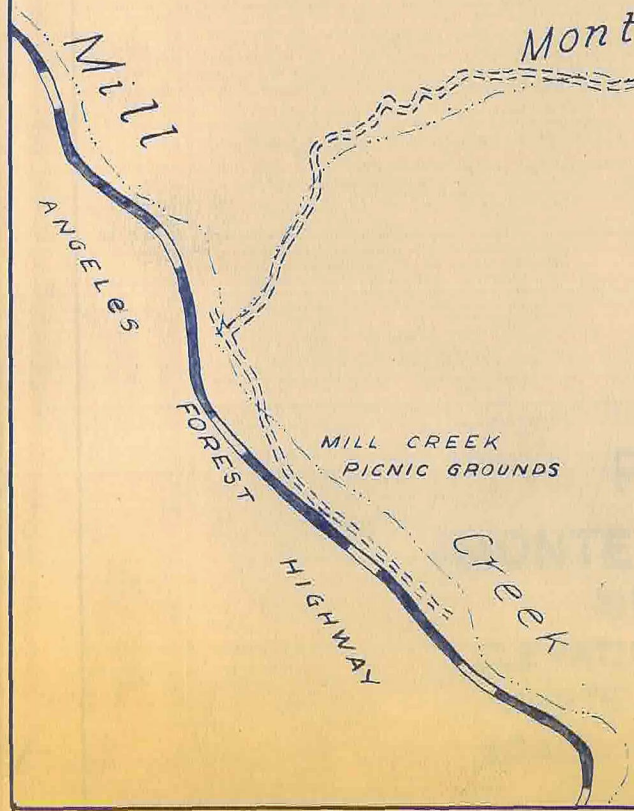 Mont
Mill
ANGELES
FOREST
MILL CREEK
PICNIC GROUNDS
Creek
HIGHWAY